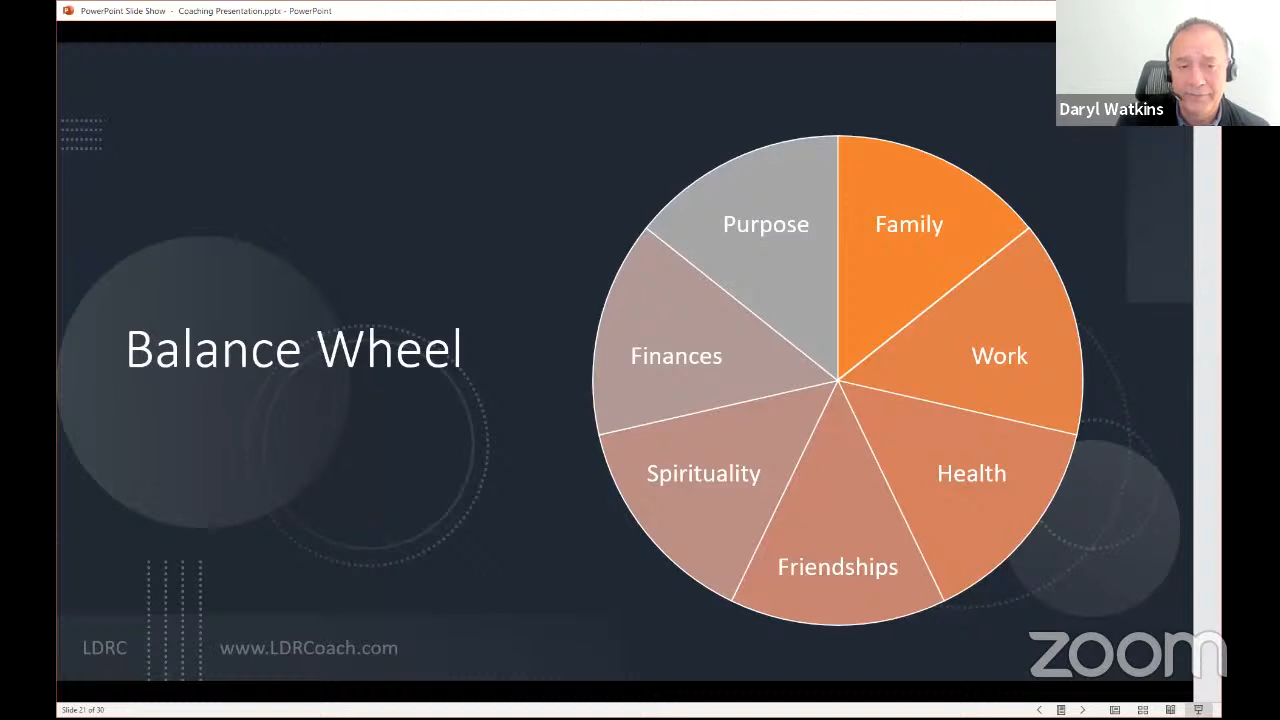 PowerPoint Slide Show - Coaching Presentation.pptx - PowerPoint
Daryl Watkins
Purpose
Family
Balance Wheel
Finances
Work
Spirituality
Health
Friendships
LDRC
www.LDRCoach.com
zoom
Slide 21 of 30